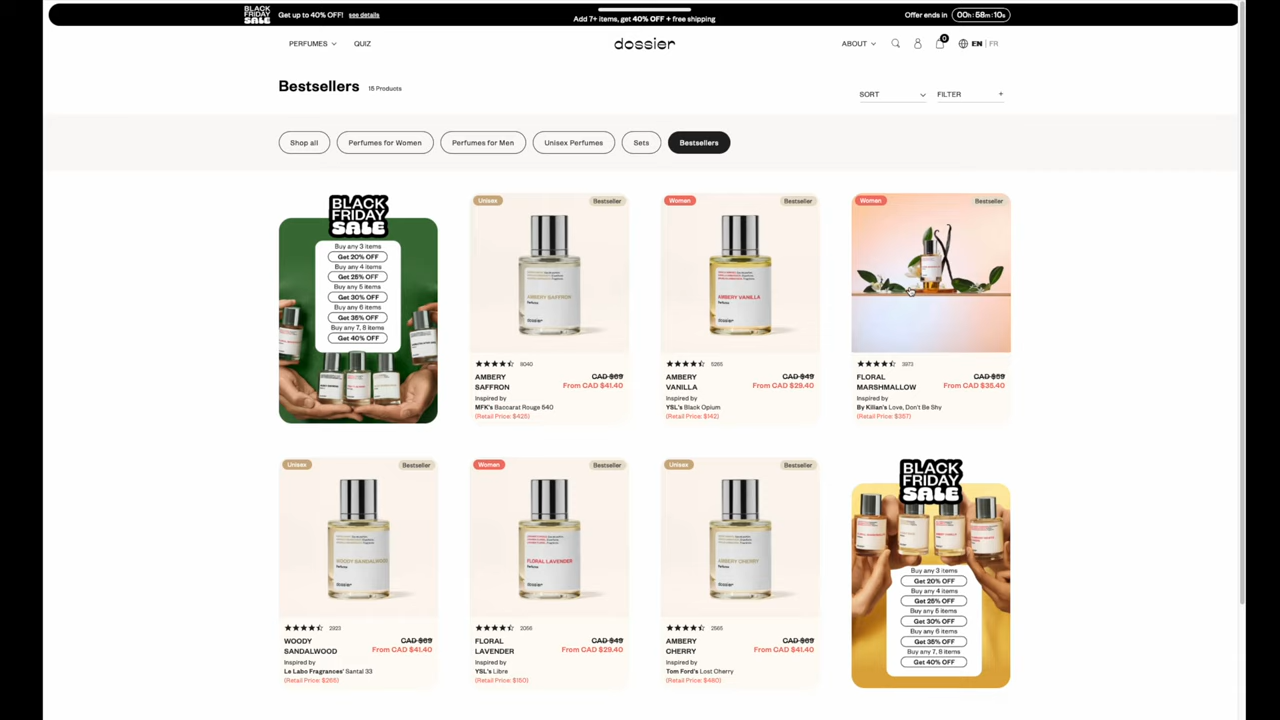 BLACK
FRIDAY
SALE
Get up to 40% OFF! see details
Add 7+ items, get 40% OFF + free shipping
Offer ends in 00h: 58m: 10s
PERFUMES QUIZ
dossier
ABOUT 0 EN | FR
Bestsellers 15 Products
SORT FILTER +
Shop all Perfumes for Women Perfumes for Men Unisex Perfumes Sets Bestsellers
BLACK
FRIDAY
SALE
Buy any 3 items
Get 20% OFF
Buy any 4 items
Get 25% OFF
Buy any 5 items
Get 30% OFF
Buy any 6 items
Get 35% OFF
Buy any 7, 8 items
Get 40% OFF
Unisex Bestseller
AMBERY SAFFRON
Perfume
dossier
AMBERY
SAFFRON
CAD $69
From CAD $41.40
Inspired by
MFK's Baccarat Rouge 540
(Retail Price: $425)
Women Bestseller
AMBERY VANILLA
Perfume
dossier
5265
AMBERY
VANILLA
CAD $49
From CAD $29.40
Inspired by
YSL's Black Opium
(Retail Price: $142)
Women Bestseller
3973
FLORAL
MARSHMALLOW
CAD $59
From CAD $35.40
Inspired by
By Kilian's Love, Don't Be Shy
(Retail Price: $357)
Unisex Bestseller
WOODY SANDALWOOD
Perfume
dossier
2923
WOODY
SANDALWOOD
CAD $69
From CAD $41.40
Inspired by
Le Labo Fragrances' Santal 33
Women Bestseller
FLORAL LAVENDER
Perfume
dossier
FLORAL
LAVENDER
CAD $49
From CAD $29.40
Inspired by
YSL's Libre
(Retail Price: $150)
Unisex Bestseller
AMBERY CHERRY
Perfume
dossier
2565
AMBERY
CHERRY
CAD $69
From CAD $41.40
Inspired by
Tom Ford's Lost Cherry
(Retail Price: $480)
BLACK
FRIDAY
SALE
Buy any 3 items
Get 20% OFF
Buy any 4 items
Get 25% OFF
Buy any 5 items
Get 30% OFF
Buy any 6 items
Get 35% OFF
Buy any 7, 8 items
Get 40% OFF